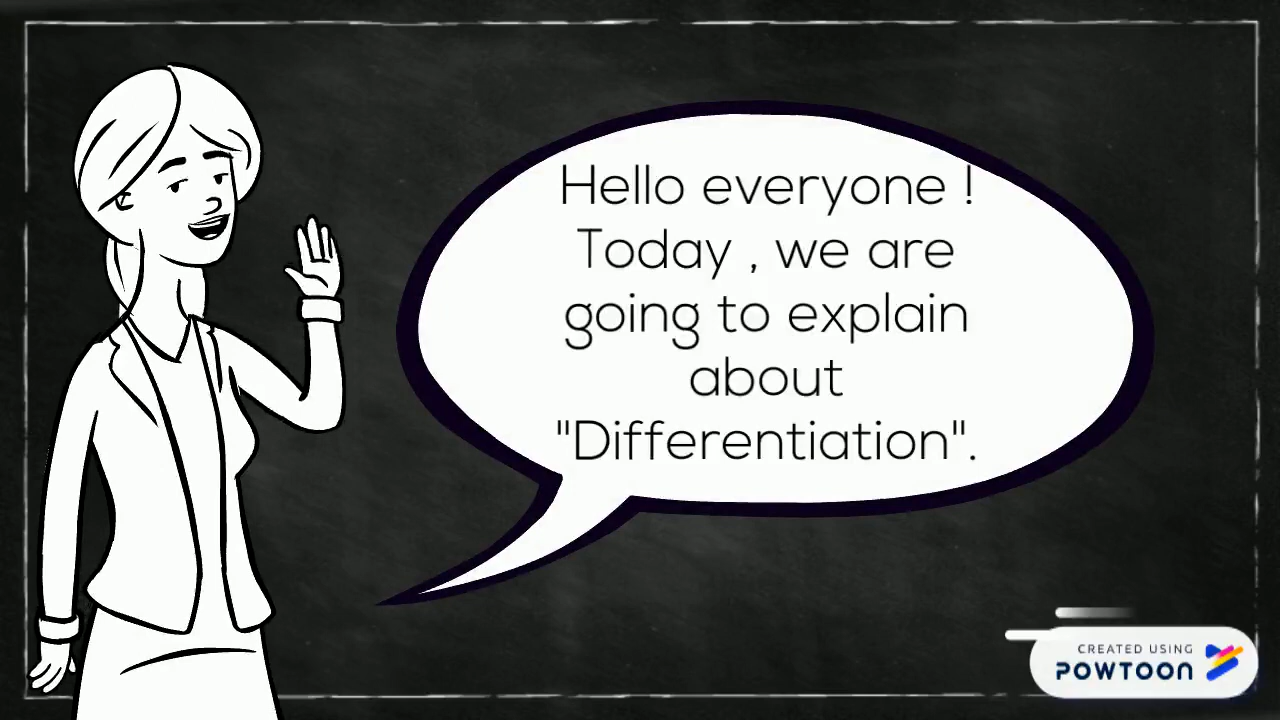 Hello everyone !
Today , we are
going to explain
about
"Differentiation".
CREATED USING
POWTOON